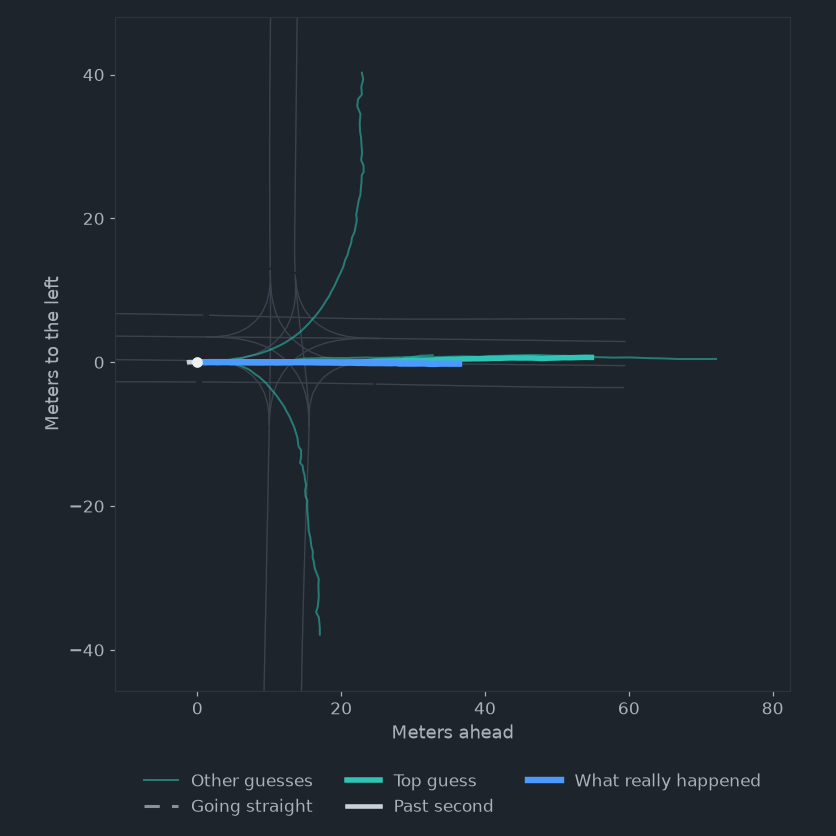 40
20
0
−20
−40
Meters to the left
0 20 40 60 80
Meters ahead
Other guesses Top guess What really happened
Going straight Past second